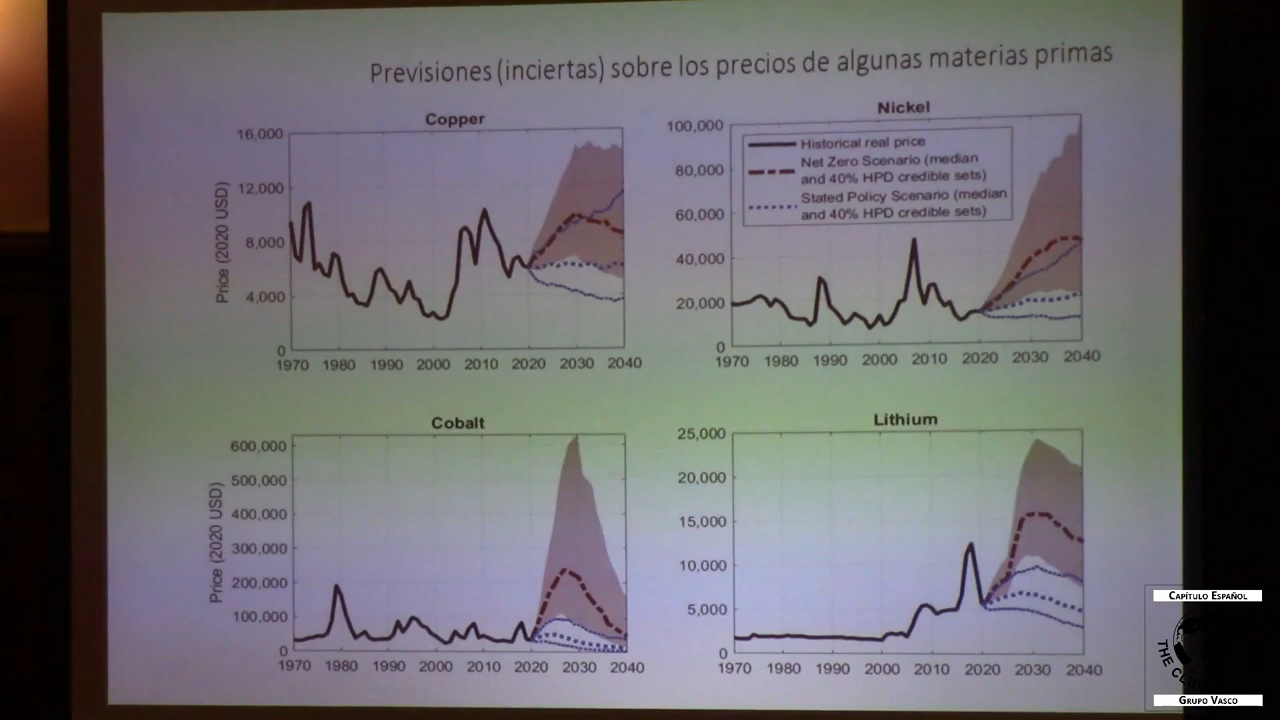 Previsiones (inciertas) sobre los precios de algunas materias primas
Copper
Price (2020 USD)
16,000
12,000
8,000
4,000
0
1970 1980 1990 2000 2010 2020 2030 2040
Nickel
100,000
80,000
60,000
40,000
20,000
0
Historical real price
Net Zero Scenario (median
and 40% HPD credible sets)
Stated Policy Scenario (median
and 40% HPD credible sets)
1970 1980 1990 2000 2010 2020 2030 2040
Cobalt
Price (2020 USD)
600,000
500,000
400,000
300,000
200,000
100,000
0
1970 1980 1990 2000 2010 2020 2030 2040
Lithium
25,000
20,000
15,000
10,000
5,000
0
1970 1980 1990 2000 2010 2020 2030 2040
Capítulo Español
THE
Grupo Vasco